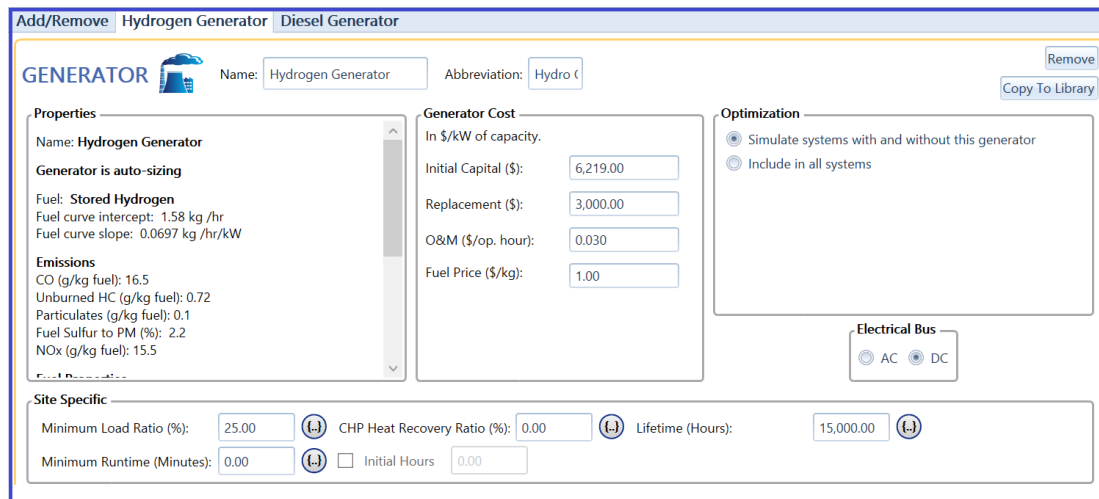 Add/Remove Hydrogen Generator Diesel Generator
Remove
GENERATOR Name: Hydrogen Generator Abbreviation: Hydro (
Copy To Library
Properties
Name: Hydrogen Generator
Generator is auto-sizing
Fuel: Stored Hydrogen
Fuel curve intercept: 1.58 kg /hr
Fuel curve slope: 0.0697 kg /hr/kW
Emissions
CO (g/kg fuel): 16.5
Unburned HC (g/kg fuel): 0.72
Particulates (g/kg fuel): 0.1
Fuel Sulfur to PM (%): 2.2
NOx (g/kg fuel): 15.5
Generator Cost
In $/kW of capacity.
Initial Capital ($): 6,219.00
Replacement ($): 3,000.00
O&M ($/op. hour): 0.030
Fuel Price ($/kg): 1.00
Optimization
Simulate systems with and without this generator
Include in all systems
Electrical Bus
AC DC
Site Specific
Minimum Load Ratio (%): 25.00 {..} CHP Heat Recovery Ratio (%): 0.00 {..} Lifetime (Hours): 15,000.00 {..}
Minimum Runtime (Minutes): 0.00 {..} Initial Hours 0.00